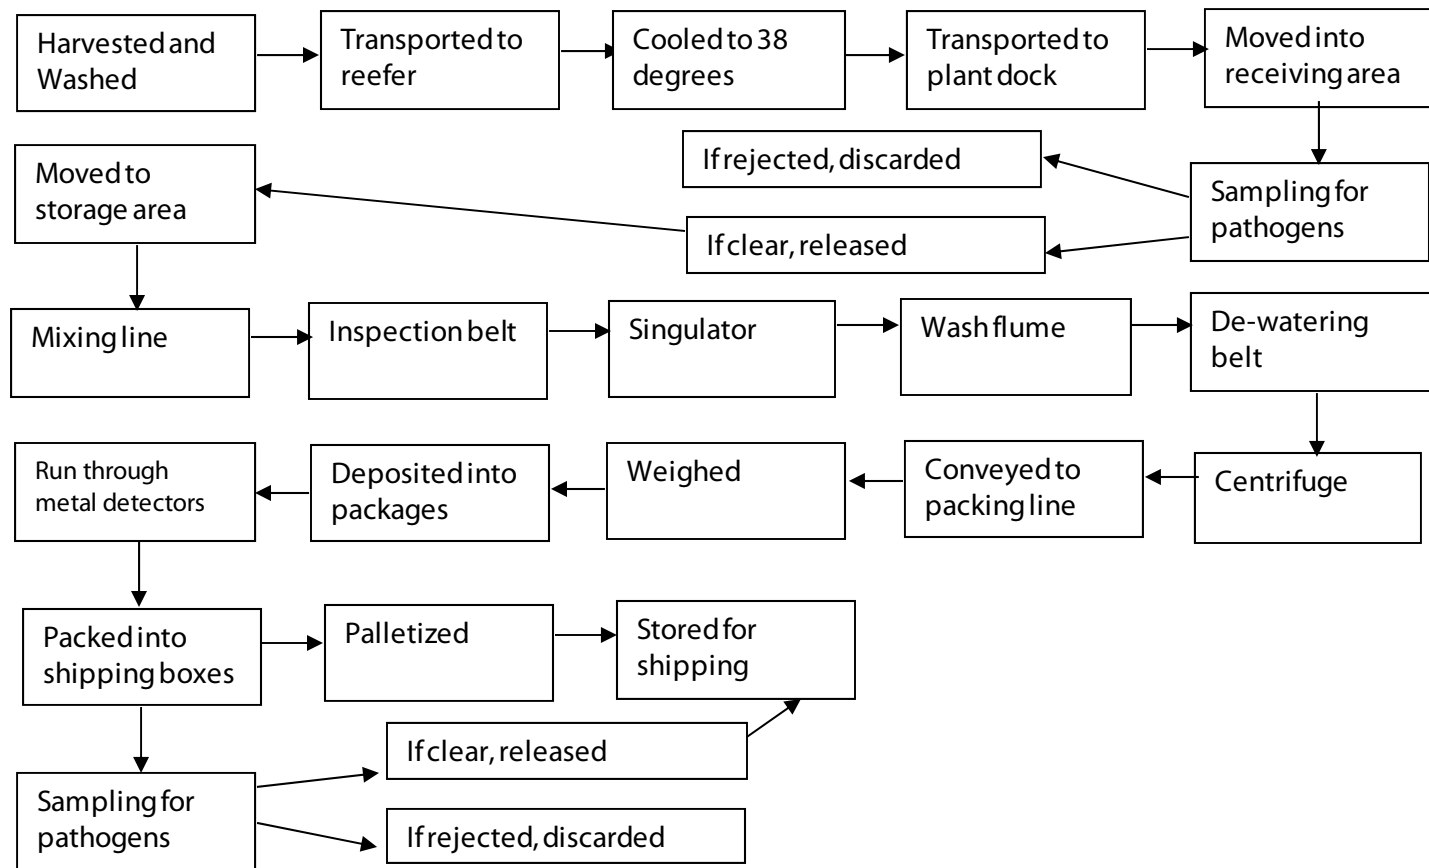 Harvested and
Washed
Transported to
reefer
Cooled to 38
degrees
Transported to
plant dock
Moved into
receiving area
If rejected, discarded
Moved to
storage area
Sampling for
pathogens
If clear, released
Mixing line
Inspection belt
Singulator
Wash flume
De-watering
belt
Run through
metal detectors
Deposited into
packages
Weighed
Conveyed to
packing line
Centrifuge
Packed into
shipping boxes
Palletized
Stored for
shipping
If clear, released
Sampling for
pathogens
If rejected, discarded